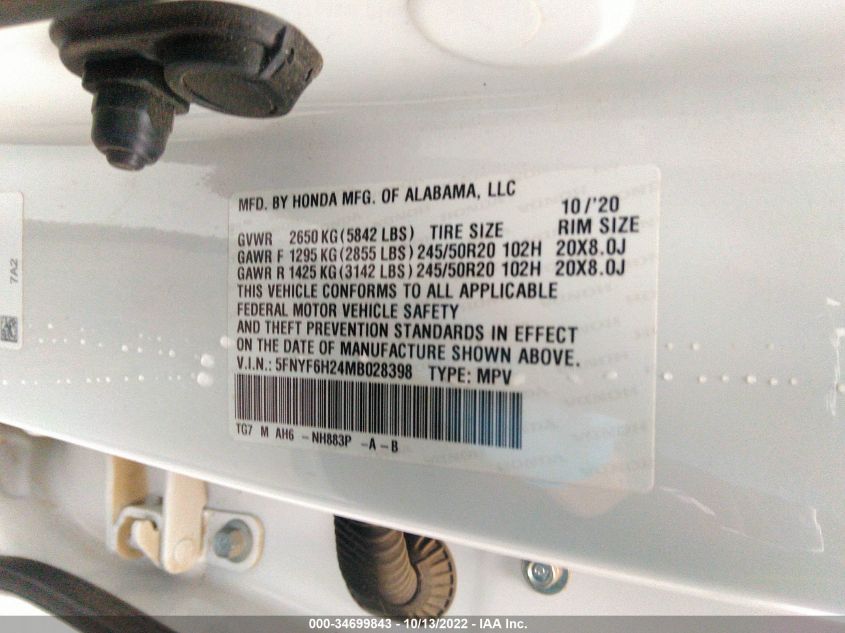 MFD. BY HONDA MFG. OF ALABAMA, LLC
10/'20
GVWR 2650 KG (5842 LBS) TIRE SIZE RIM SIZE
GAWR F 1295 KG (2855 LBS) 245/50R20 102H 20X8.0J
GAWR R 1425 KG (3142 LBS) 245/50R20 102H 20X8.0J
THIS VEHICLE CONFORMS TO ALL APPLICABLE
FEDERAL MOTOR VEHICLE SAFETY
AND THEFT PREVENTION STANDARDS IN EFFECT
ON THE DATE OF MANUFACTURE SHOWN ABOVE.
V.I.N.: 5FNYF6H24MB028398 TYPE: MPV
TG7 M AH6 - NH883P - A - B
7A2
000-34699843 - 10/13/2022 - IAA Inc.